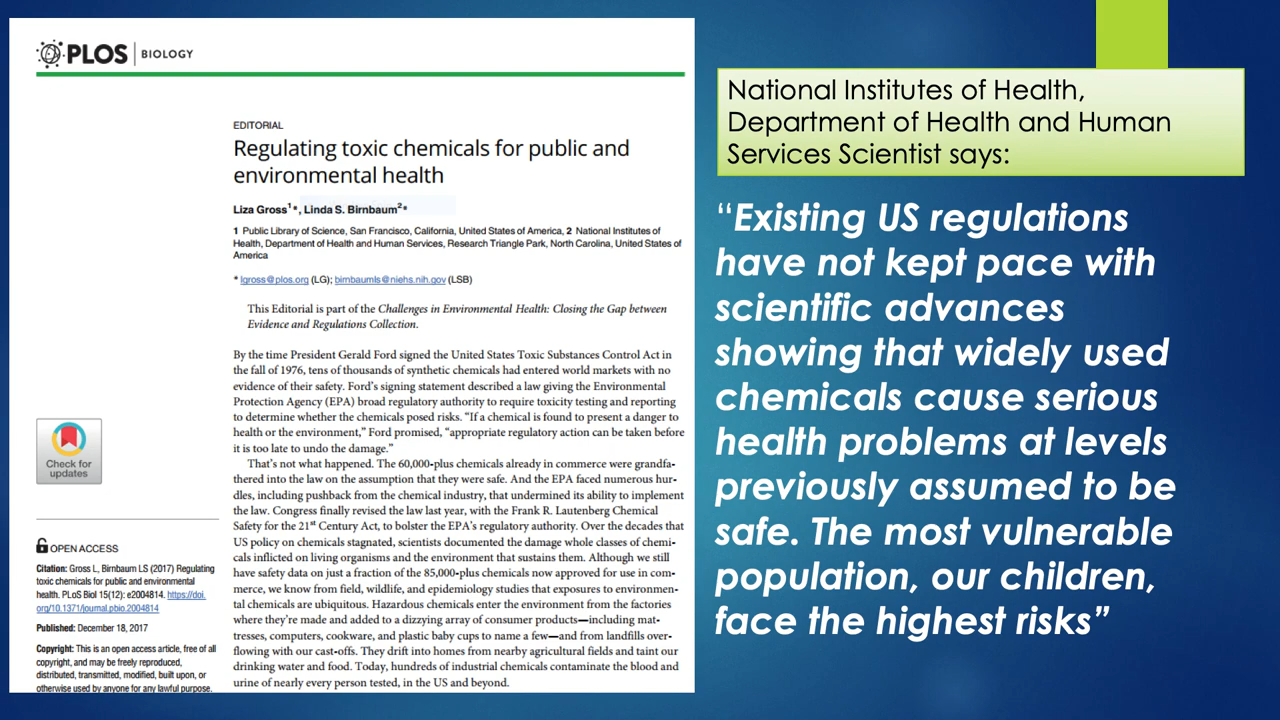 PLOS | BIOLOGY
EDITORIAL
Regulating toxic chemicals for public and
environmental health
Liza Gross1*, Linda S. Birnbaum2*
1 Public Library of Science, San Francisco, California, United States of America, 2 National Institutes of
Health, Department of Health and Human Services, Research Triangle Park, North Carolina, United States of
America
* lgross@plos.org (LG); birnbaumls@niehs.nih.gov (LSB)
This Editorial is part of the Challenges in Environmental Health: Closing the Gap between
Evidence and Regulations Collection.
By the time President Gerald Ford signed the United States Toxic Substances Control Act in
the fall of 1976, tens of thousands of synthetic chemicals had entered world markets with no
evidence of their safety. Ford's signing statement described a law giving the Environmental
Protection Agency (EPA) broad regulatory authority to require toxicity testing and reporting
to determine whether the chemicals posed risks. "If a chemical is found to present a danger to
health or the environment," Ford promised, "appropriate regulatory action can be taken before
it is too late to undo the damage."
That's not what happened. The 60,000-plus chemicals already in commerce were grandfa-
thered into the law on the assumption that they were safe. And the EPA faced numerous hur-
dles, including pushback from the chemical industry, that undermined its ability to implement
the law. Congress finally revised the law last year, with the Frank R. Lautenberg Chemical
Safety for the 21st Century Act, to bolster the EPA's regulatory authority. Over the decades that
US policy on chemicals stagnated, scientists documented the damage whole classes of chemi-
cals inflicted on living organisms and the environment that sustains them. Although we still
have safety data on just a fraction of the 85,000-plus chemicals now approved for use in com-
merce, we know from field, wildlife, and epidemiology studies that exposures to environmen-
tal chemicals are ubiquitous. Hazardous chemicals enter the environment from the factories
where they're made and added to a dizzying array of consumer products—including mat-
tresses, computers, cookware, and plastic baby cups to name a few—and from landfills over-
flowing with our cast-offs. They drift into homes from nearby agricultural fields and taint our
drinking water and food. Today, hundreds of industrial chemicals contaminate the blood and
urine of nearly every person tested, in the US and beyond.
Check for
updates
OPEN ACCESS
Citation: Gross L, Birnbaum LS (2017) Regulating
toxic chemicals for public and environmental
health. PLoS Biol 15(12): e2004814. https://doi.
org/10.1371/journal.pbio.2004814
Published: December 18, 2017
Copyright: This is an open access article, free of all
copyright, and may be freely reproduced,
distributed, transmitted, modified, built upon, or
otherwise used by anyone for any lawful purpose.
National Institutes of Health,
Department of Health and Human
Services Scientist says:
"Existing US regulations
have not kept pace with
scientific advances
showing that widely used
chemicals cause serious
health problems at levels
previously assumed to be
safe. The most vulnerable
population, our children,
face the highest risks"